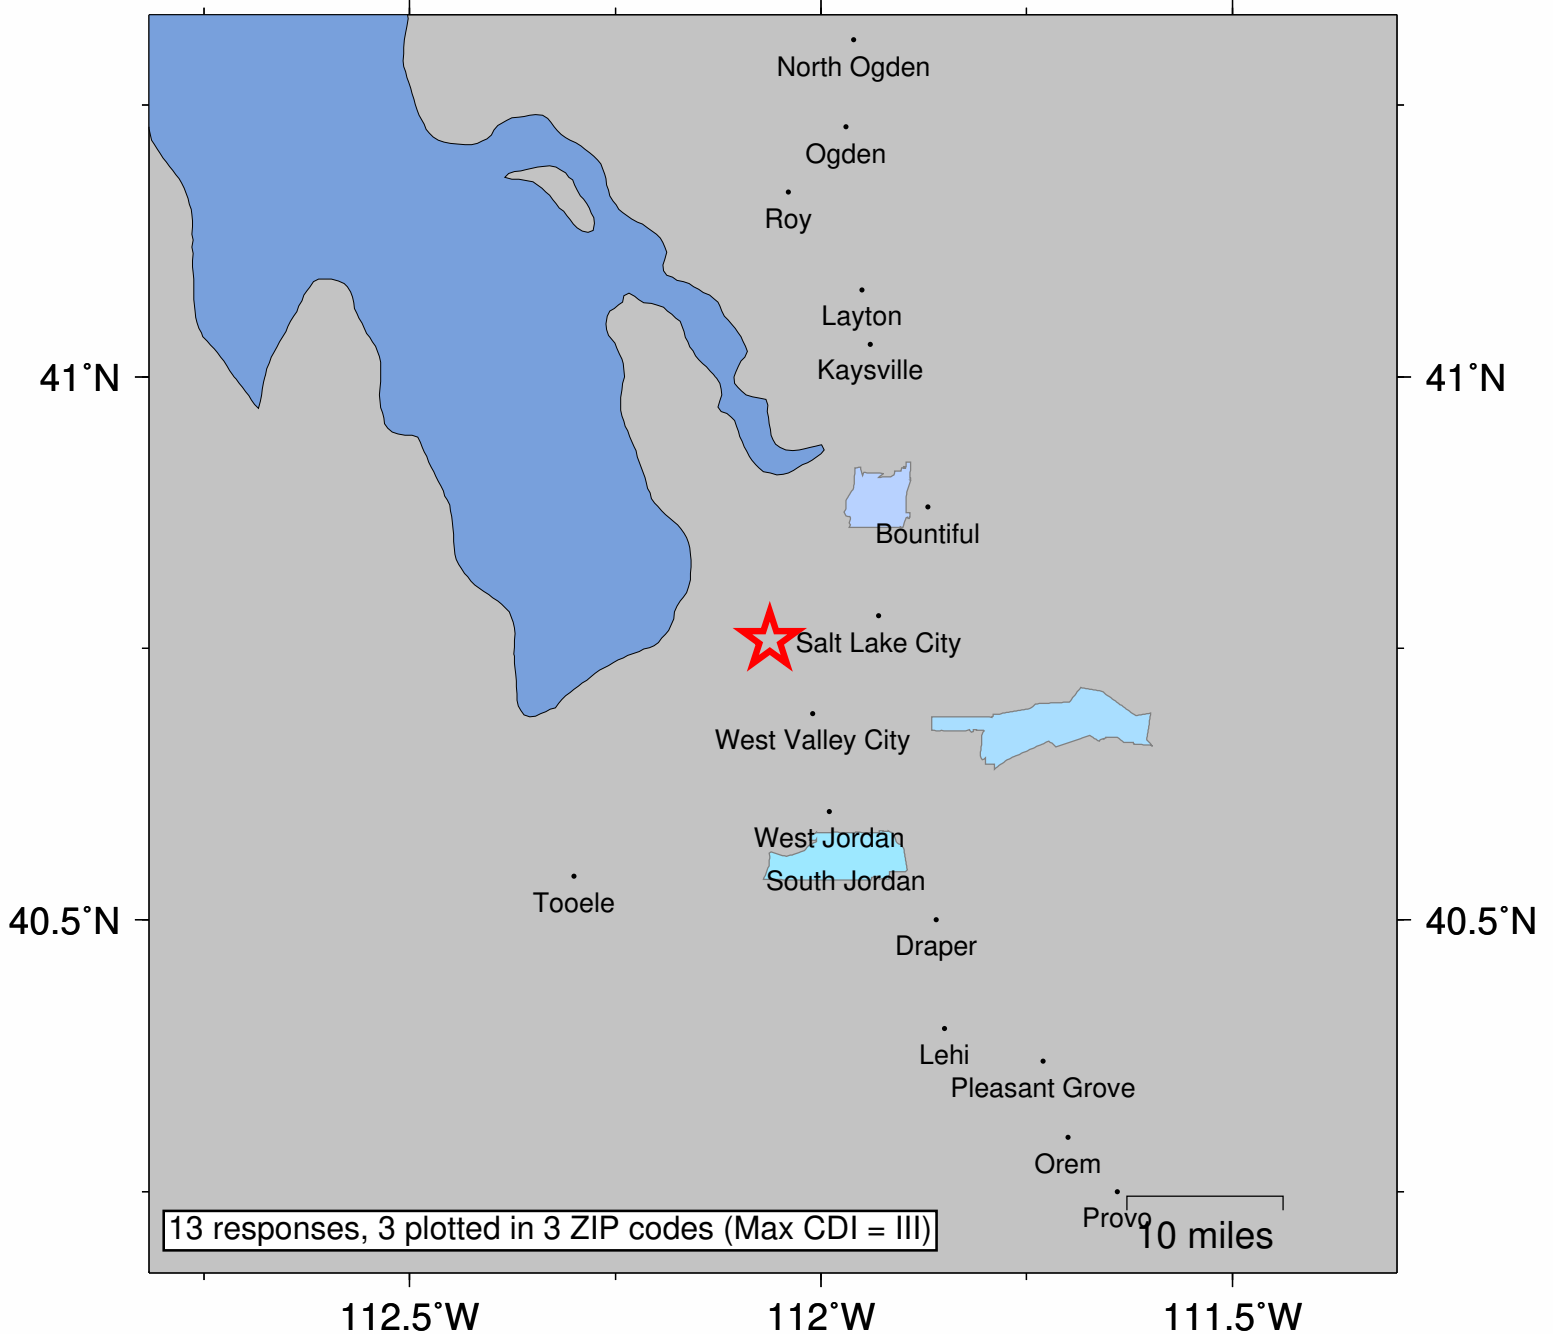 North Ogden
Ogden
Roy
Layton
Kaysville
41°N
41°N
Bountiful
Salt Lake City
West Valley City
West Jordan
South Jordan
Tooele
40.5°N
40.5°N
Draper
Lehi
Pleasant Grove
Orem
Provo
10 miles
13 responses, 3 plotted in 3 ZIP codes (Max CDI = III)
112.5°W
112°W
111.5°W